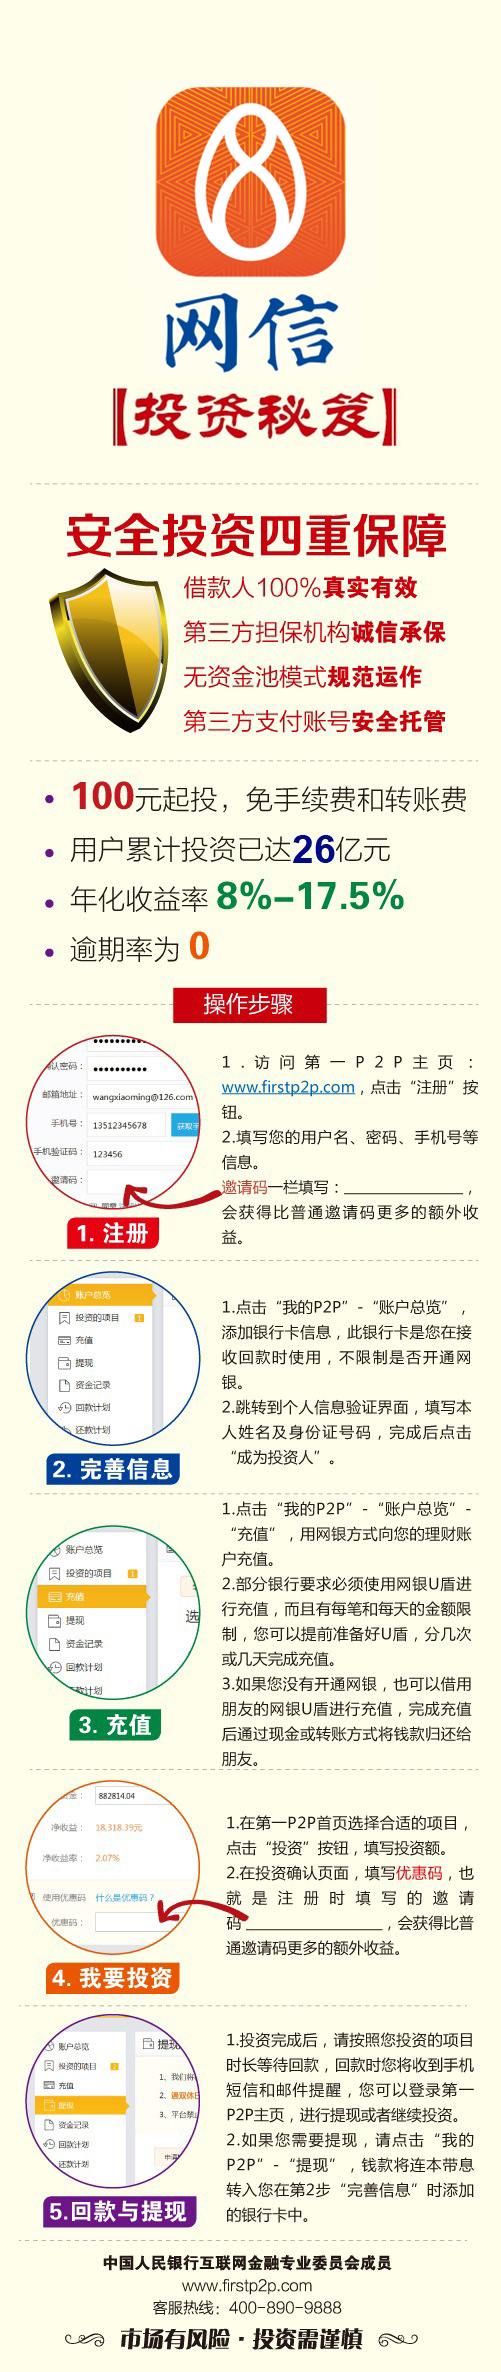 网信
【投资秘笈】
安全投资四重保障
借款人100%真实有效
第三方担保机构诚信承保
无资金池模式规范运作
第三方支付账号安全托管
100元起投，免手续费和转账费
用户累计投资已达26亿元
年化收益率 8%-17.5%
逾期率为 0
操作步骤
确认密码：
邮箱地址： wangxiaoming@126.com
手机号： 13512345678 获取手
手机验证码： 123456
邀请码：
1. 注册
1.访问第一P2P主页：
www.firstp2p.com，点击“注册”按
钮。
2.填写您的用户名、密码、手机号等
信息。
邀请码一栏填写：______________，
会获得比普通邀请码更多的额外收
益。
账户总览
投资的项目 1
充值
提现
资金记录
回款计划
还款计划
2. 完善信息
1.点击“我的P2P”-“账户总览”，
添加银行卡信息，此银行卡是您在接
收回款时使用，不限制是否开通网
银。
2.跳转到个人信息验证界面，填写本
人姓名及身份证号码，完成后点击
“成为投资人”。
账户总览
投资的项目 1
充值
提现
资金记录
回款计划
还款计划
选
3. 充值
1.点击“我的P2P”-“账户总览”-
“充值”，用网银方式向您的理财账
户充值。
2.部分银行要求必须使用网银U盾进
行充值，而且有每笔和每天的金额限
制，您可以提前准备好U盾，分几次
或几天完成充值。
3.如果您没有开通网银，也可以借用
朋友的网银U盾进行充值，完成充值
后通过现金或转账方式将钱款归还给
朋友。
金： 882814.04
净收益： 18,318.39元
净收益率： 2.07%
使用优惠码 什么是优惠码？
优惠码：
4. 我要投资
1.在第一P2P首页选择合适的项目，
点击“投资”按钮，填写投资额。
2.在投资确认页面，填写优惠码，也
就是注册时填写的邀请
码________________，会获得比普
通邀请码更多的额外收益。
账户总览
投资的项目 2
充值
提现
资金记录
回款计划
还款计划
提现
1、我们将
2、遇双休日
3、平台禁止
5.回款与提现
1.投资完成后，请按照您投资的项目
时长等待回款，回款时您将收到手机
短信和邮件提醒，您可以登录第一
P2P主页，进行提现或者继续投资。
2.如果您需要提现，请点击“我的
P2P”-“提现”，钱款将连本带息
转入您在第2步“完善信息”时添加
的银行卡中。
中国人民银行互联网金融专业委员会成员
www.firstp2p.com
客服热线：400-890-9888
市场有风险·投资需谨慎